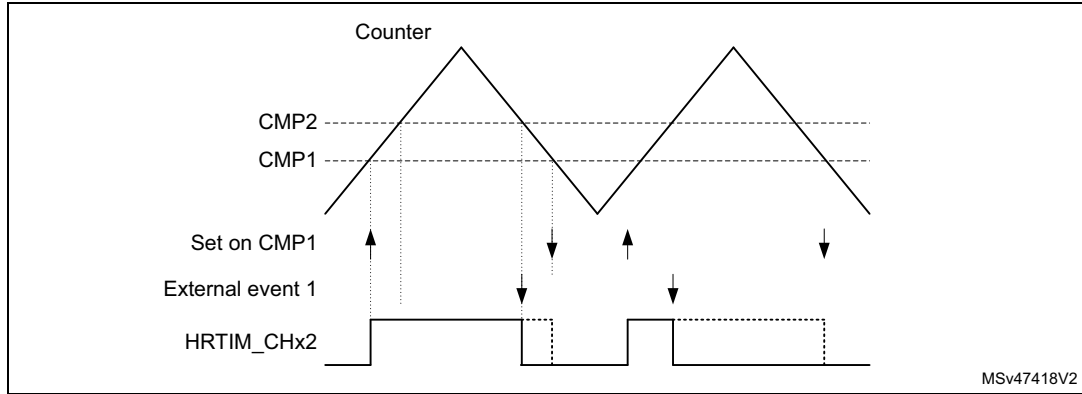 Counter
CMP2
CMP1
Set on CMP1
External event 1
HRTIM_CHx2
MSv47418V2